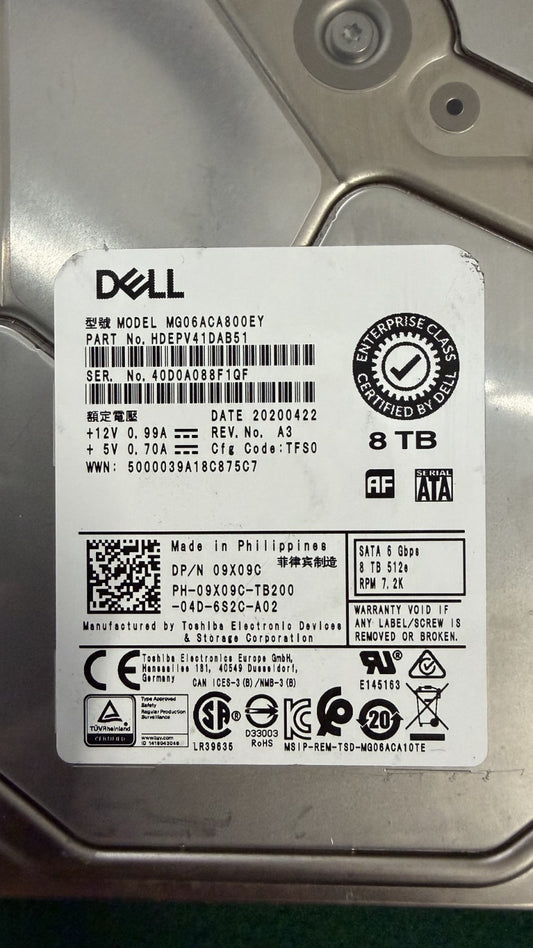 DELL
型號 MODEL MG06ACA800EY
PART No. HDEPV41DAB51
SER. No. 40D0A088F1QF
額定電壓 DATE 20200422
+12V 0.99A REV. No. A3
+ 5V 0.70A Cfg Code:TFS0
WWN: 5000039A18C875C7
ENTERPRISE CLASS
CERTIFIED BY DELL
8 TB
AF
SERIAL
ATA
Made in Philippines
菲律宾制造
DP/N 09X09C
PH-09X09C-TB200
-04D-6S2C-A02
Manufactured by Toshiba Electronic Devices
& Storage Corporation
SATA 6 Gbps
8 TB 512e
RPM 7.2K
WARRANTY VOID IF
ANY LABEL/SCREW IS
REMOVED OR BROKEN.
CE
Toshiba Electronics Europe GmbH,
Hansaallee 181, 40549 Dusseldorf,
Germany
CAN ICES-3(B)/NMB-3(B)
E145163
TÜVRheinland
CERTIFIED
Type Approved
Safety
Regular Production
Surveillance
www.tuv.com
LR39635
D33003
RoHS
20
MSIP-REM-TSD-MG06ACA10TE